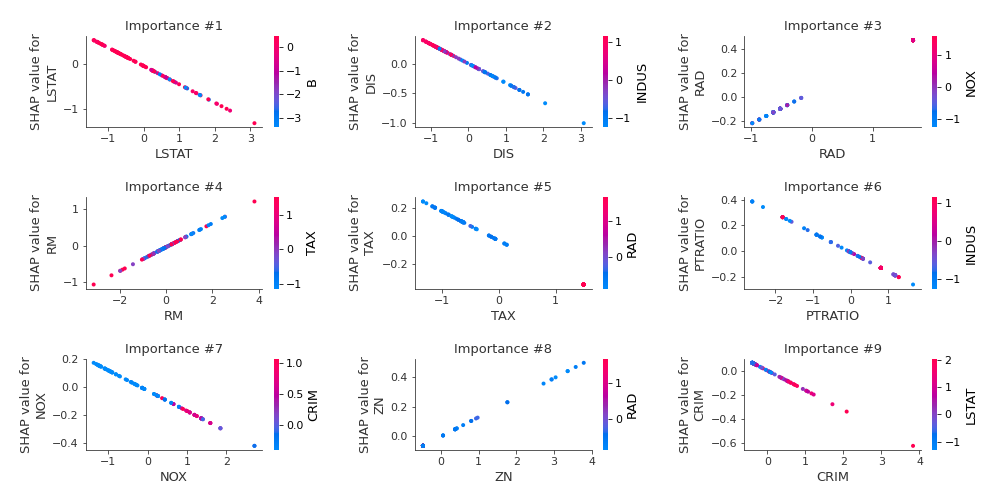 Importance #1
SHAP value for
LSTAT
0
−1
−1
0
1
2
3
LSTAT
0
−1
−2
−3
B
Importance #2
SHAP value for
DIS
0.0
−0.5
−1.0
−1
0
1
2
3
DIS
1
0
−1
INDUS
Importance #3
SHAP value for
RAD
0.4
0.2
0.0
−0.2
−1
0
1
RAD
1
0
−1
NOX
Importance #4
SHAP value for
RM
1
0
−1
−2
0
2
4
RM
1
0
−1
TAX
Importance #5
SHAP value for
TAX
0.2
0.0
−0.2
−1
0
1
TAX
1
0
RAD
Importance #6
SHAP value for
PTRATIO
0.4
0.2
0.0
−0.2
−2
−1
0
1
PTRATIO
1
0
−1
INDUS
Importance #7
SHAP value for
NOX
0.2
0.0
−0.2
−0.4
−1
0
1
2
NOX
1.0
0.5
0.0
CRIM
Importance #8
SHAP value for
ZN
0.4
0.2
0.0
0
1
2
3
4
ZN
1
0
RAD
Importance #9
SHAP value for
CRIM
0.0
−0.2
−0.4
−0.6
0
1
2
3
4
CRIM
2
1
0
−1
LSTAT